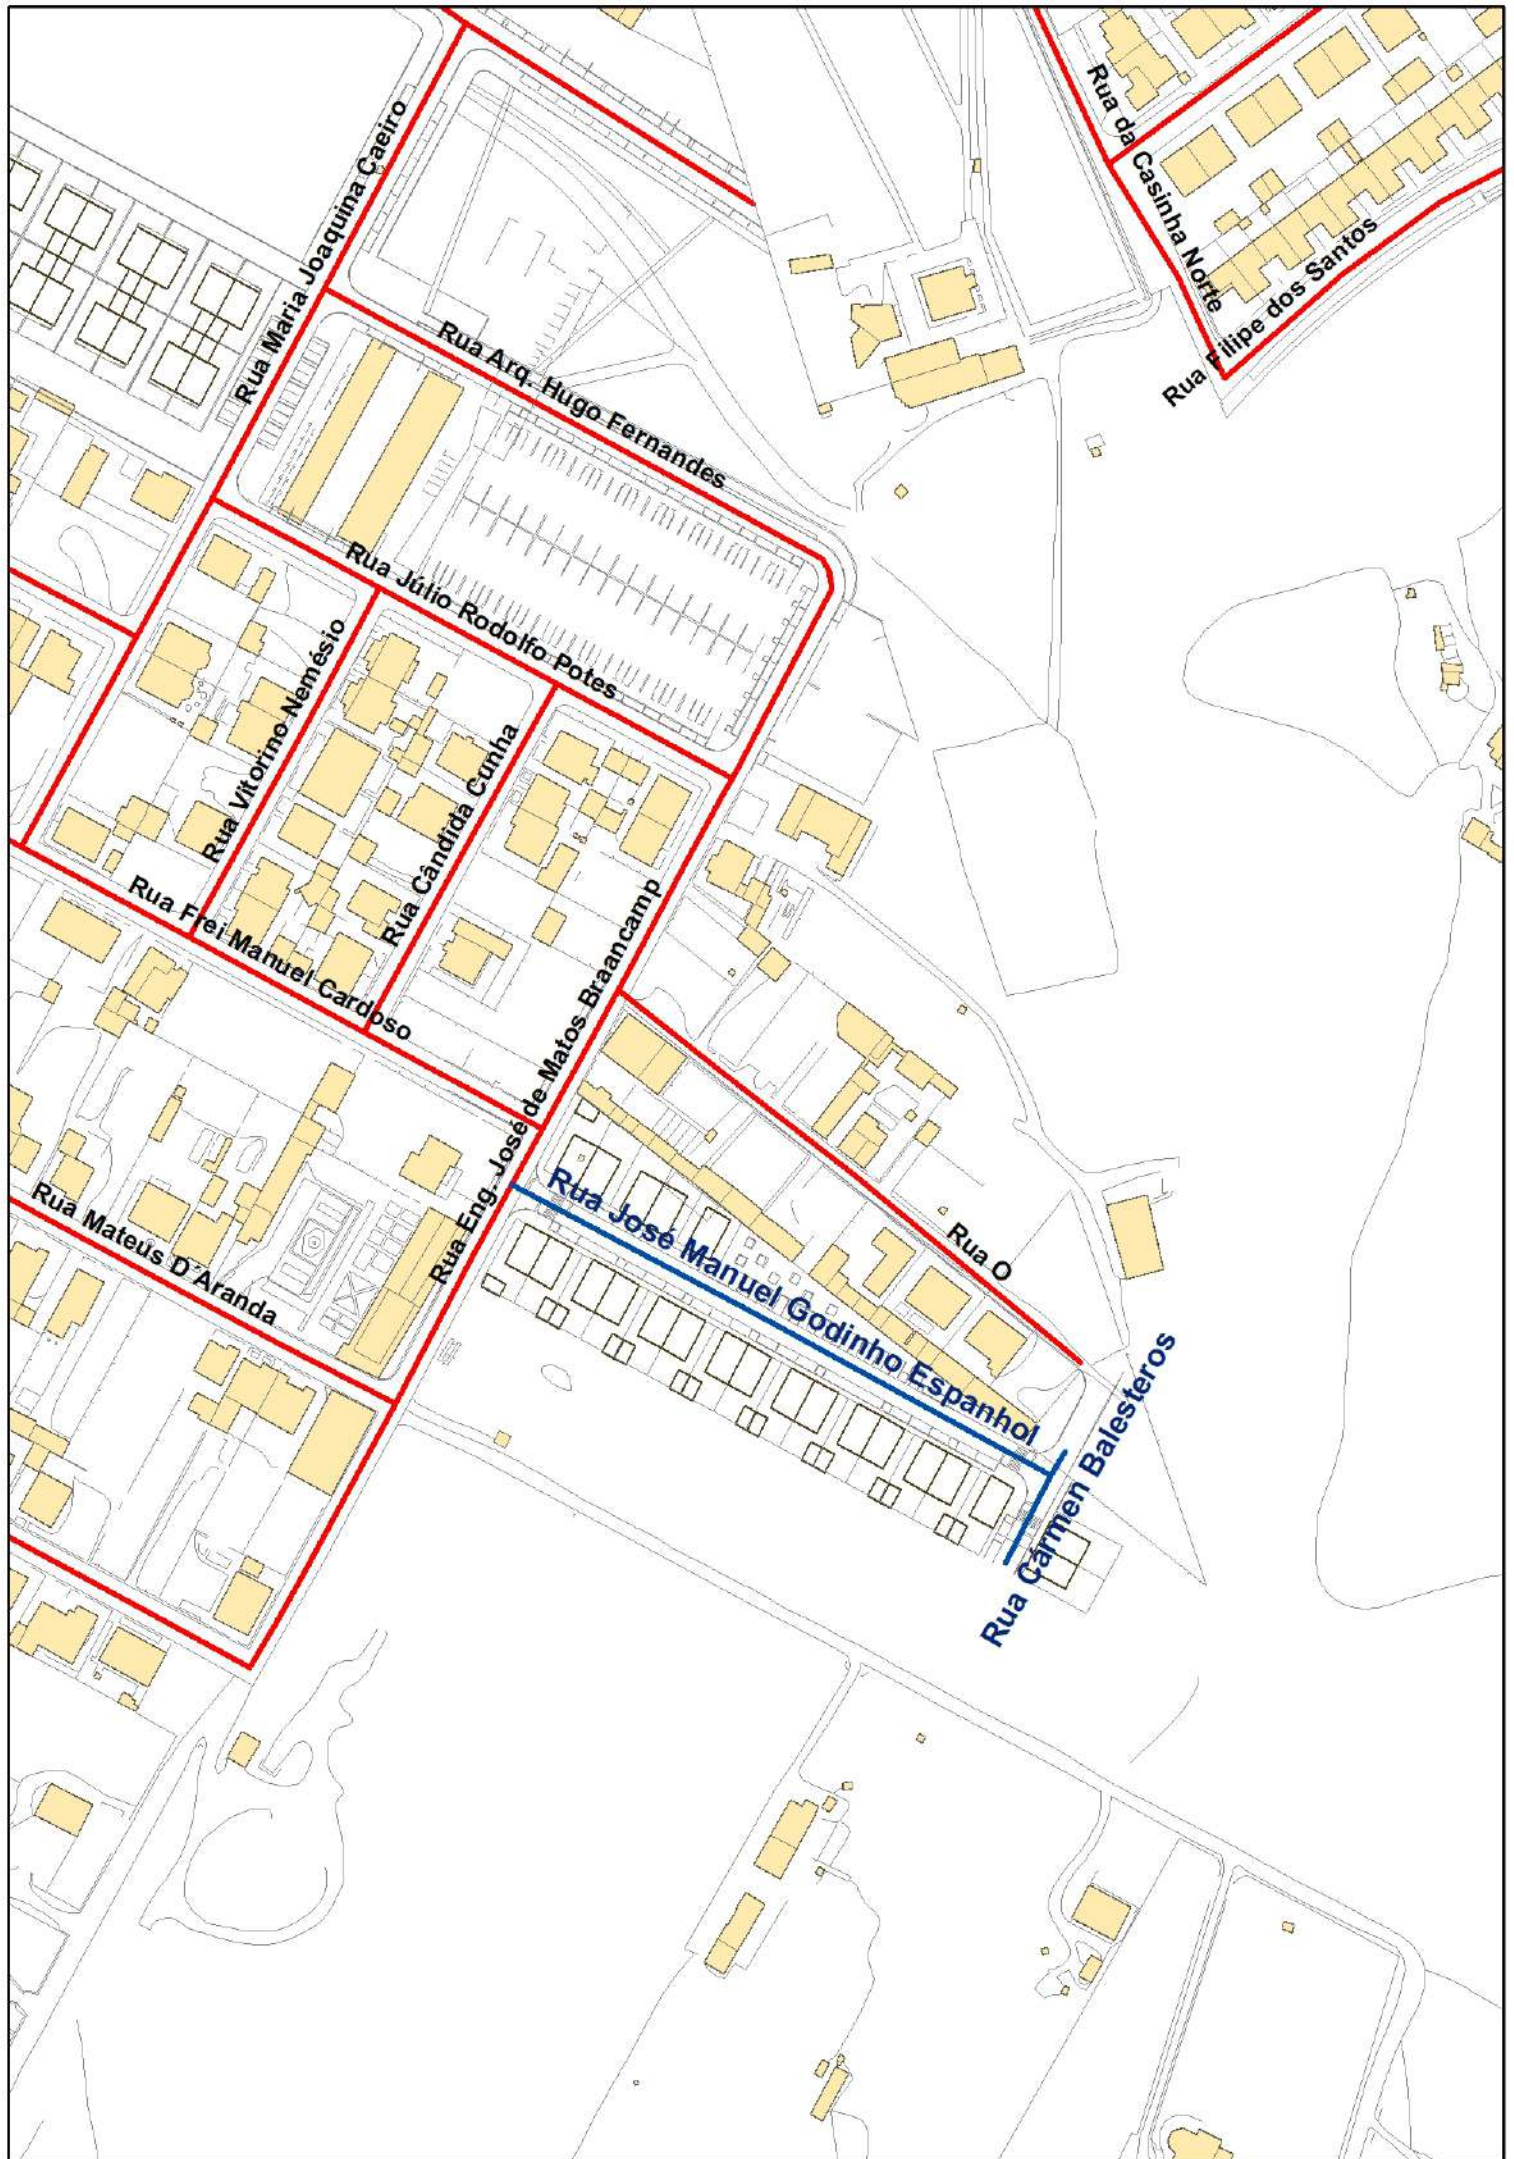 Rua Maria Joaquina Caeiro
Rua da Casinha Norte
Rua Filipe dos Santos
Rua Arq. Hugo Fernandes
Rua Júlio Rodolfo Potes
Rua Vitorino Nemésio
Rua Cândida Cunha
Rua Frei Manuel Cardoso
Rua Eng. José de Matos Braancamp
Rua Mateus D´Aranda
Rua José Manuel Godinho Espanhol
Rua O
Rua Cármen Balesteros